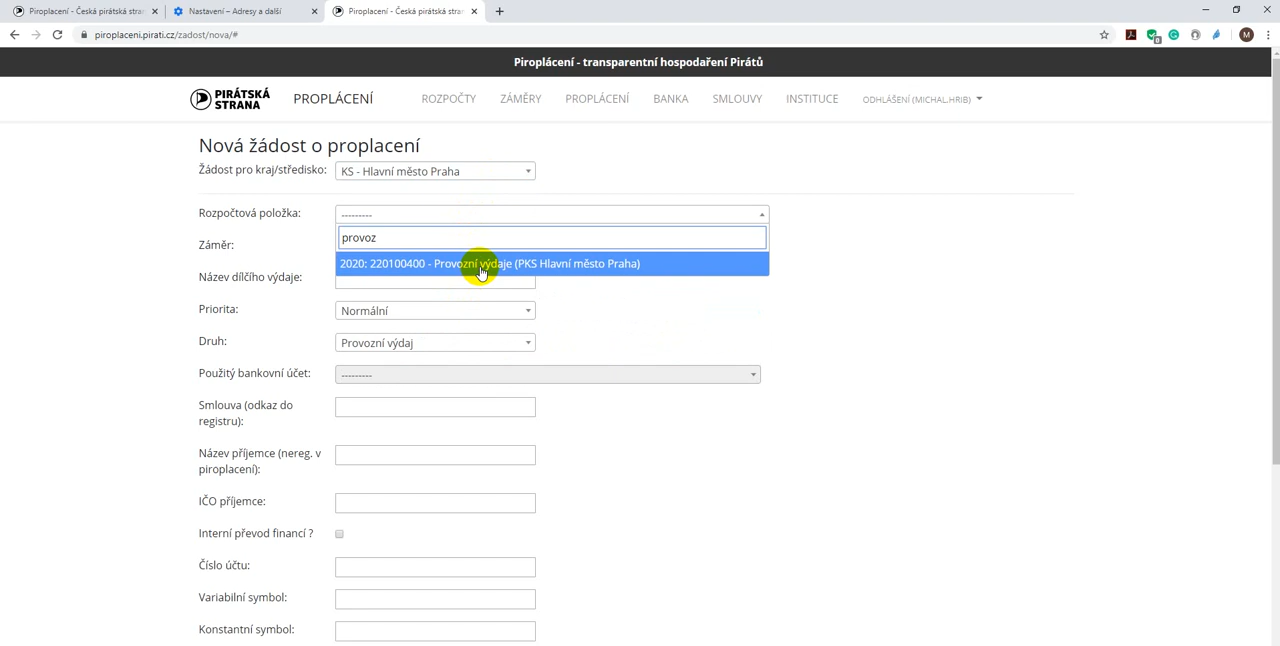 Piroplacení - Česká pirátská stran
Nastavení – Adresy a další
Piroplacení - Česká pirátská stran
piroplaceni.pirati.cz/zadost/nova/#
M
Piroplácení - transparentní hospodaření Pirátů
PIRÁTSKÁ
STRANA
PROPLÁCENÍ
ROZPOČTY
ZÁMĚRY
PROPLÁCENÍ
BANKA
SMLOUVY
INSTITUCE
ODHLÁŠENÍ (MICHAL.HRIB)
Nová žádost o proplacení
Žádost pro kraj/středisko:
KS - Hlavní město Praha
Rozpočtová položka:
---------
provoz
Záměr:
2020: 220100400 - Provozní výdaje (PKS Hlavní město Praha)
Název dílčího výdaje:
Priorita:
Normální
Druh:
Provozní výdaj
Použitý bankovní účet:
---------
Smlouva (odkaz do
registru):
Název příjemce (nereg. v
piroplacení):
IČO příjemce:
Interní převod financí ?
Číslo účtu:
Variabilní symbol:
Konstantní symbol: